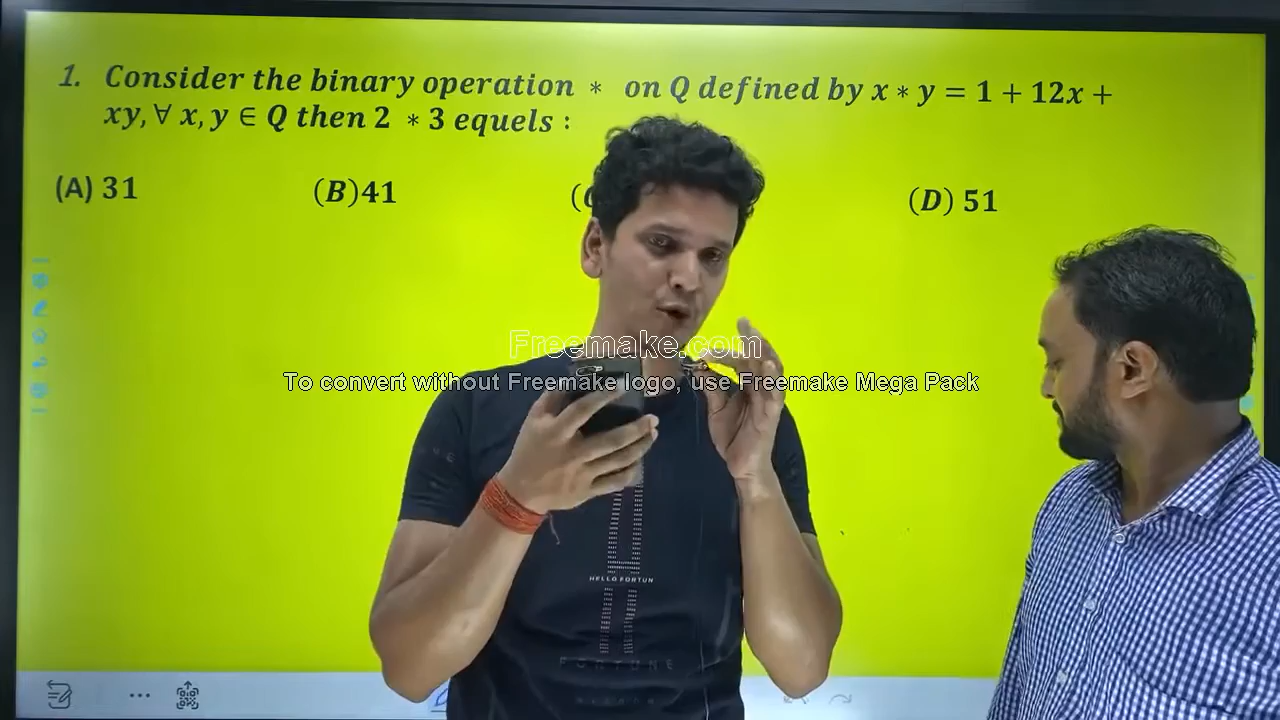 1. Consider the binary operation * on Q defined by x * y = 1 + 12x +
xy, ∀ x, y ∈ Q then 2 * 3 equels :
(A) 31 (B)41 (D) 51
Freemake.com
To convert without Freemake logo, use Freemake Mega Pack
HELLO FORTUN
FORTUNE